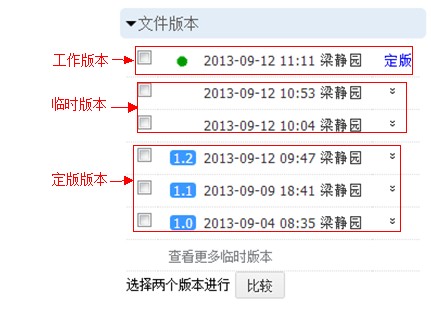 文件版本
工作版本 2013-09-12 11:11 梁静园 定版
临时版本 2013-09-12 10:53 梁静园
2013-09-12 10:04 梁静园
定版版本 1.2 2013-09-12 09:47 梁静园
1.1 2013-09-09 18:41 梁静园
1.0 2013-09-04 08:35 梁静园
查看更多临时版本
选择两个版本进行 比较